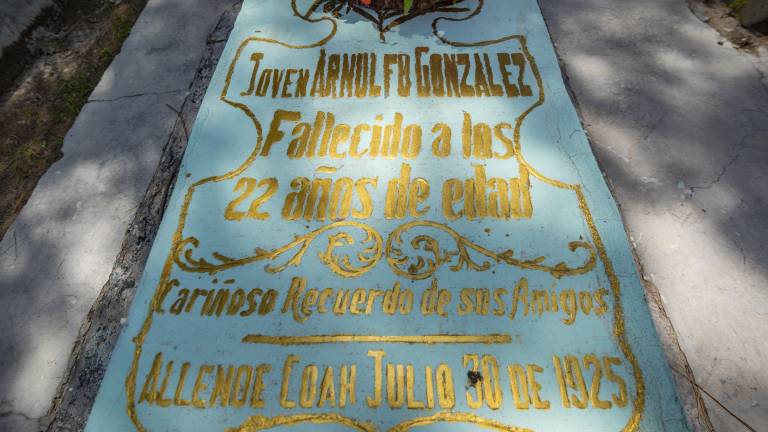 JOVEN ARNULFO GONZALEZ
Fallecido a los
22 años de edad
Cariñoso Recuerdo de sus Amigos
ALLENDE COAH JULIO 30 DE 1925